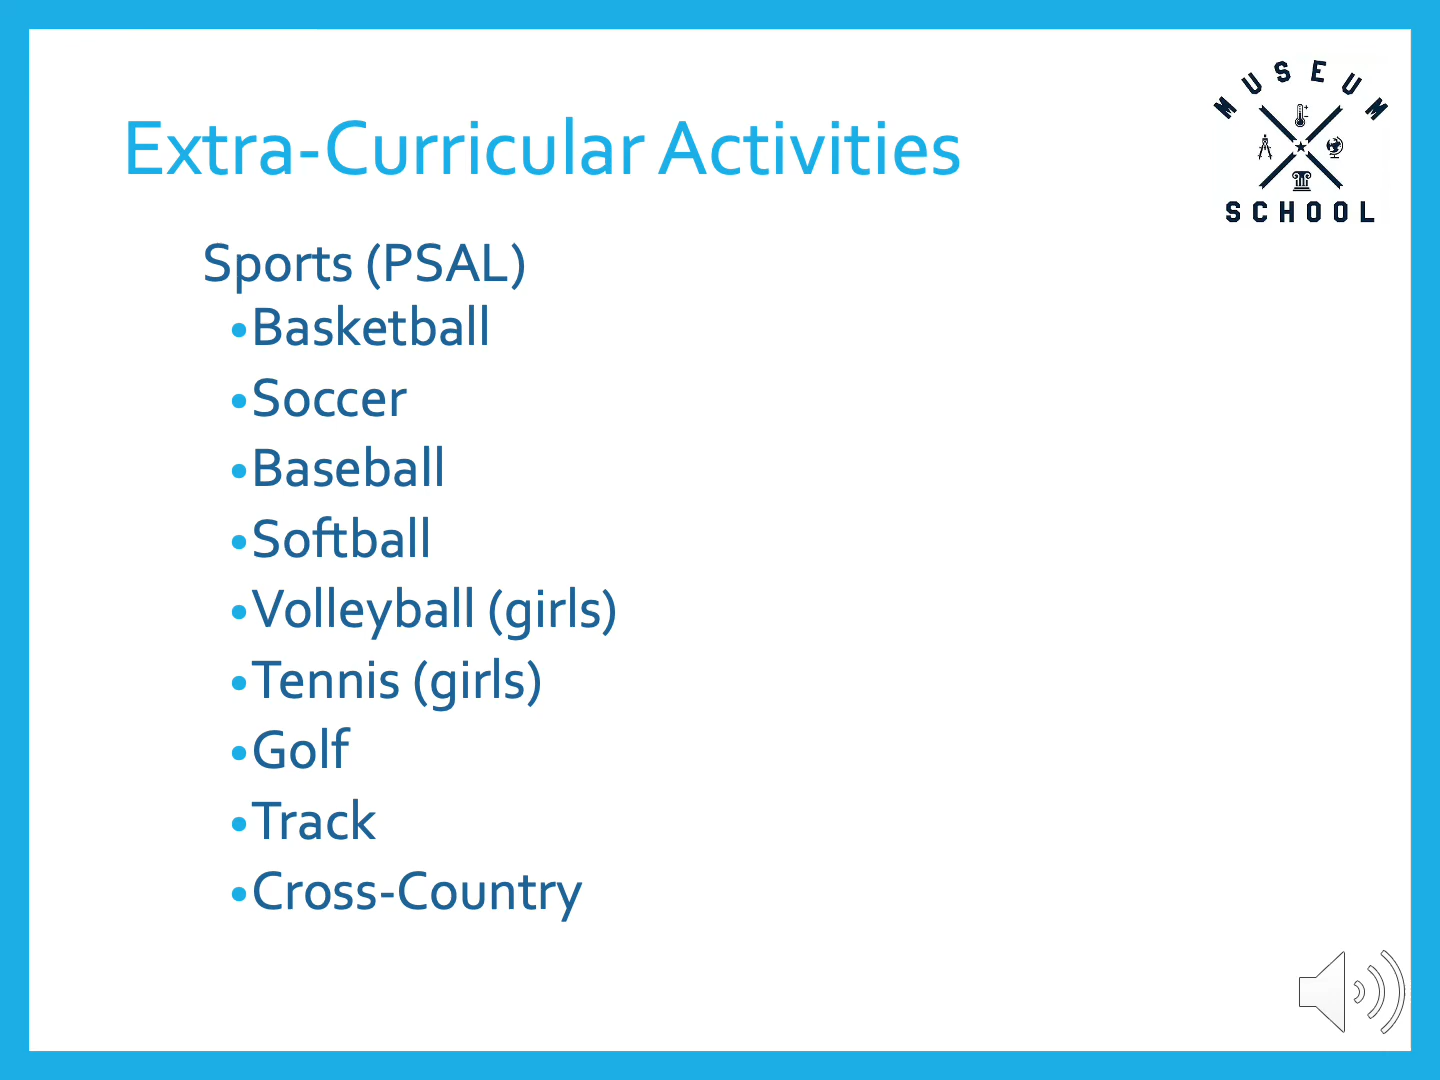 MUSEUM
SCHOOL
Extra-Curricular Activities
Sports (PSAL)
•Basketball
•Soccer
•Baseball
•Softball
•Volleyball (girls)
•Tennis (girls)
•Golf
•Track
•Cross-Country